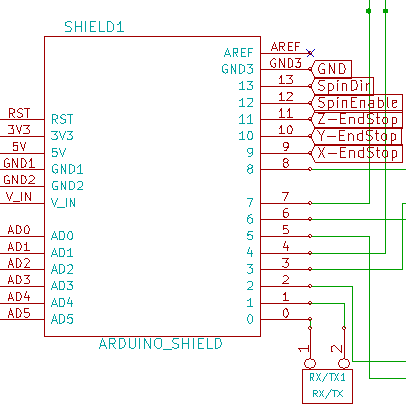 SHIELD1
AREF AREF
GND3 GND3 GND
13 13 SpinDir
12 12 SpinEnable
RST RST 11 11 Z-EndStop
3V3 3V3 10 10 Y-EndStop
5V 5V 9 9 X-EndStop
GND1 GND1 8 8
GND2 GND2
V_IN V_IN 7 7
6 6
AD0 AD0 5 5
AD1 AD1 4 4
AD2 AD2 3 3
AD3 AD3 2 2
AD4 AD4 1 1
AD5 AD5 0 0
ARDUINO_SHIELD
1 2
RX/TX1
RX/TX